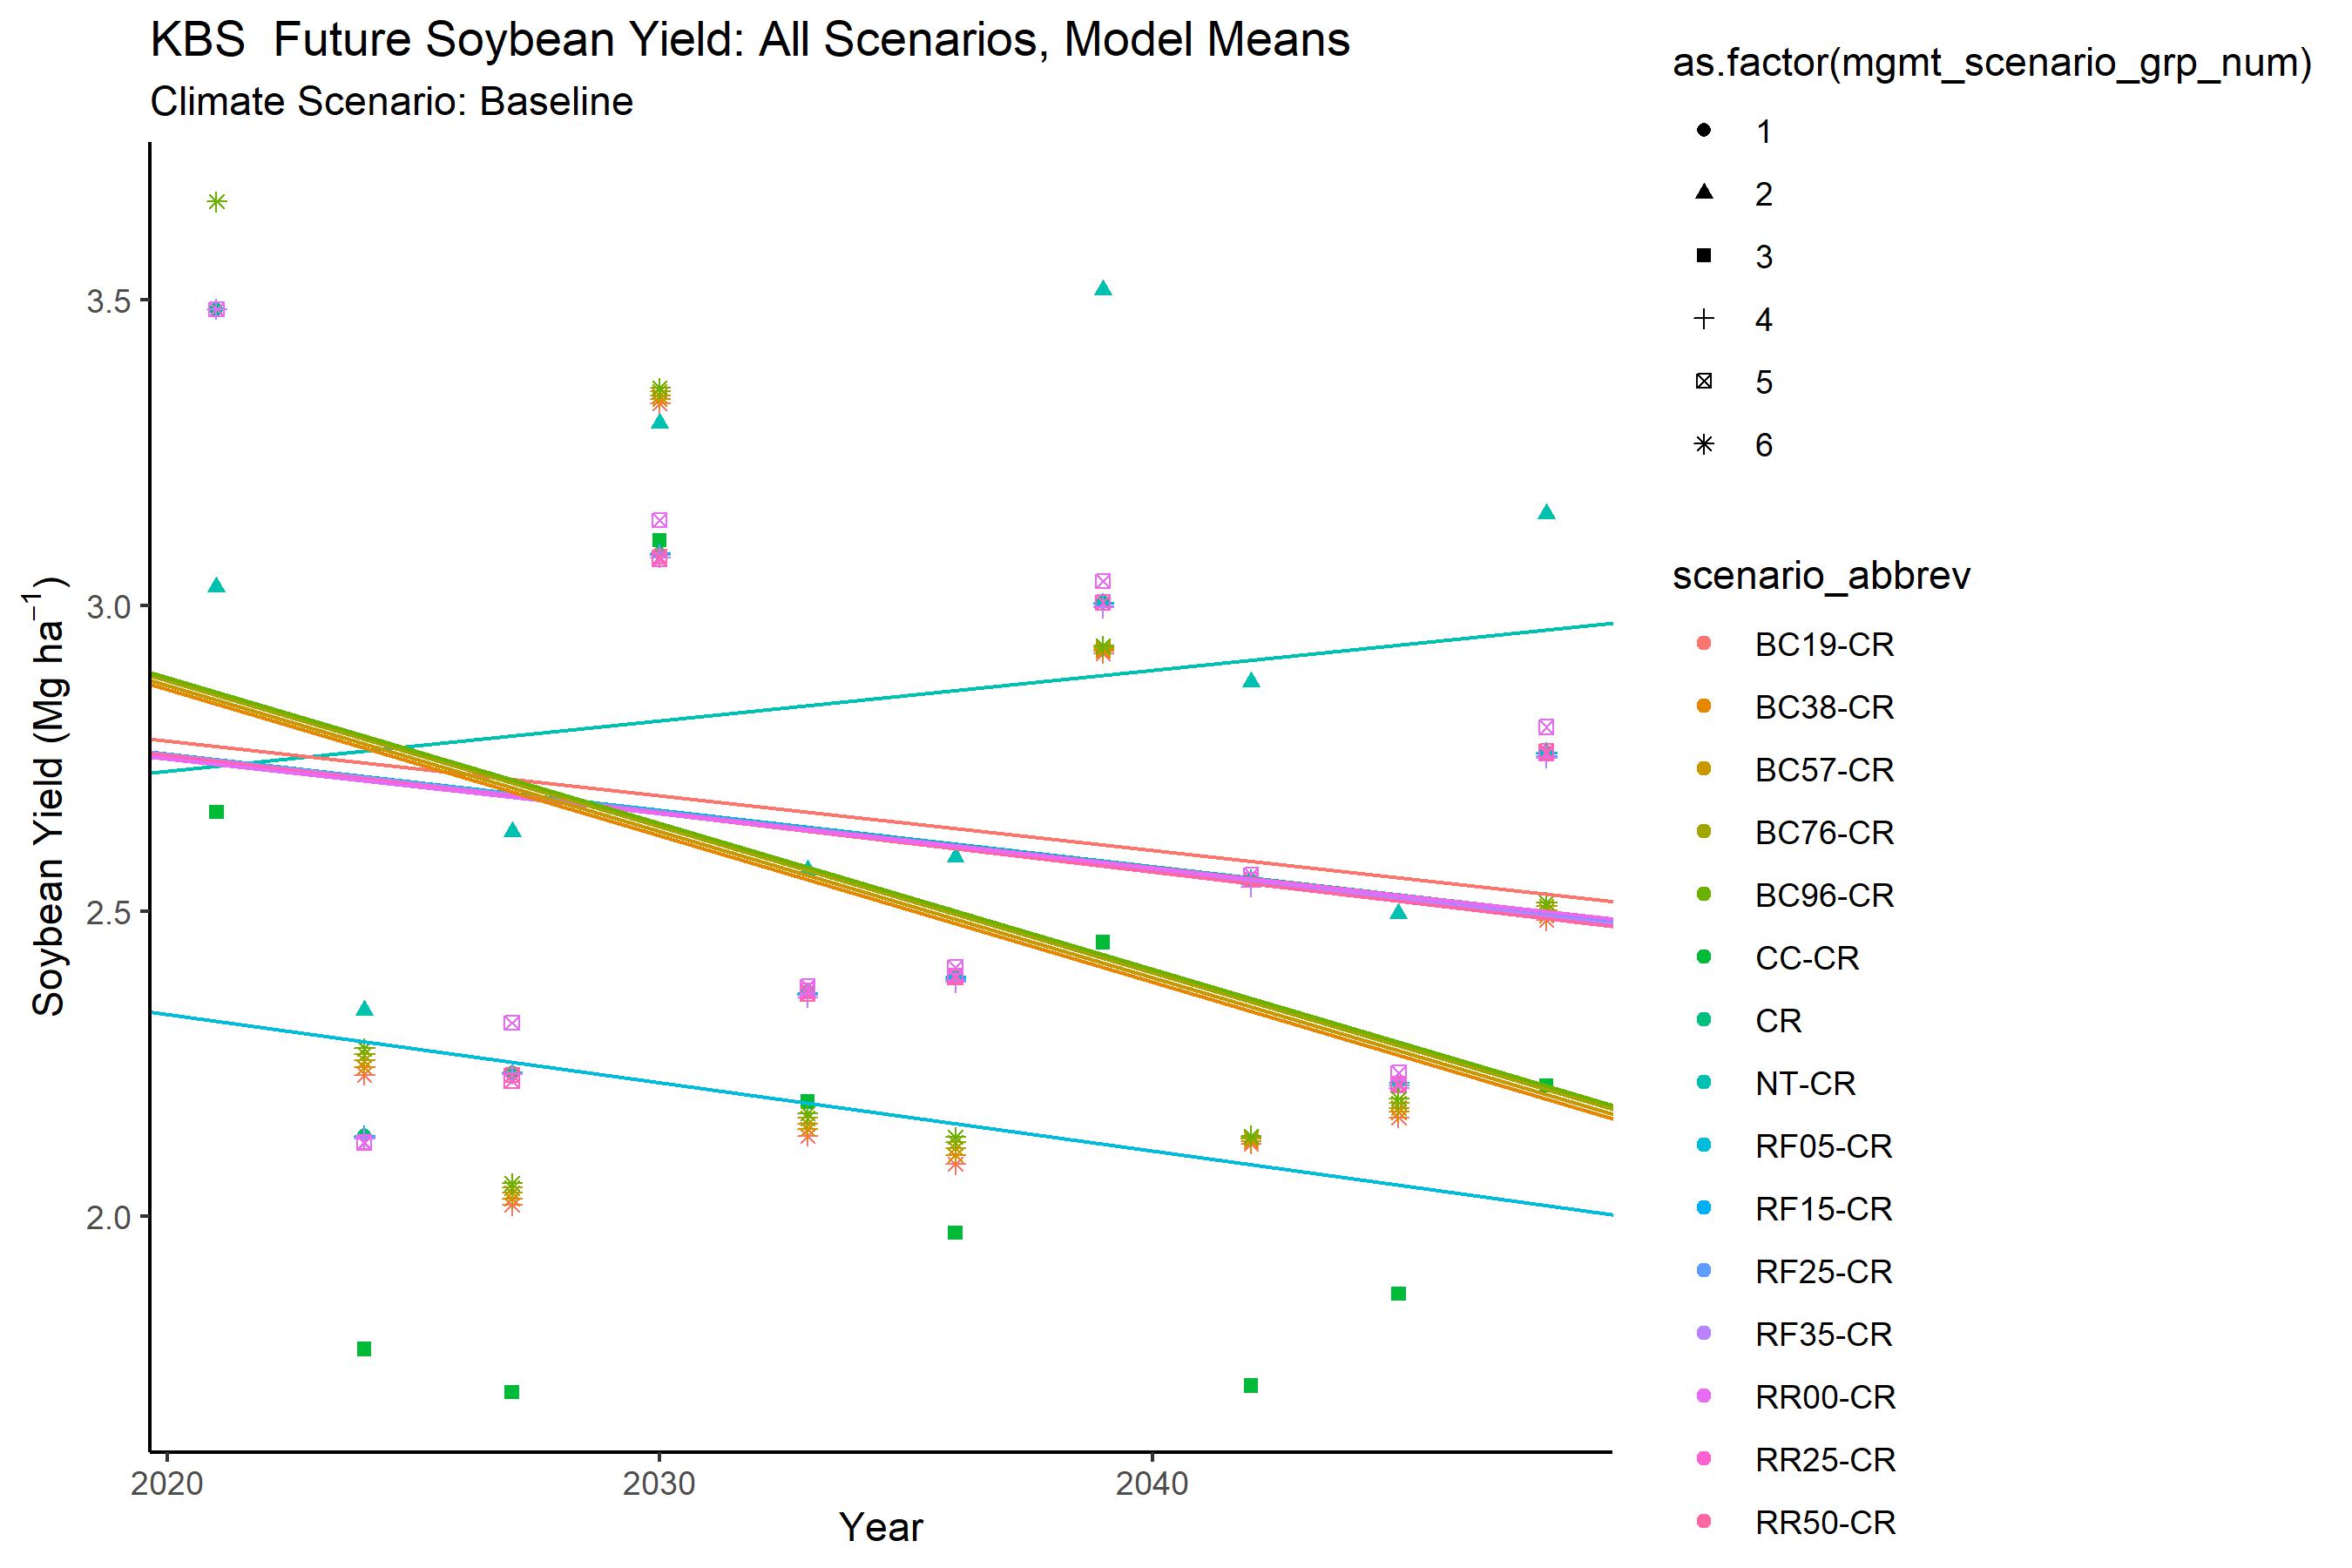 KBS  Future Soybean Yield: All Scenarios, Model Means
Climate Scenario: Baseline
Soybean Yield (Mg ha⁻¹)
3.5
3.0
2.5
2.0
2020
2030
2040
Year
as.factor(mgmt_scenario_grp_num)
1
2
3
4
5
6
scenario_abbrev
BC19-CR
BC38-CR
BC57-CR
BC76-CR
BC96-CR
CC-CR
CR
NT-CR
RF05-CR
RF15-CR
RF25-CR
RF35-CR
RR00-CR
RR25-CR
RR50-CR